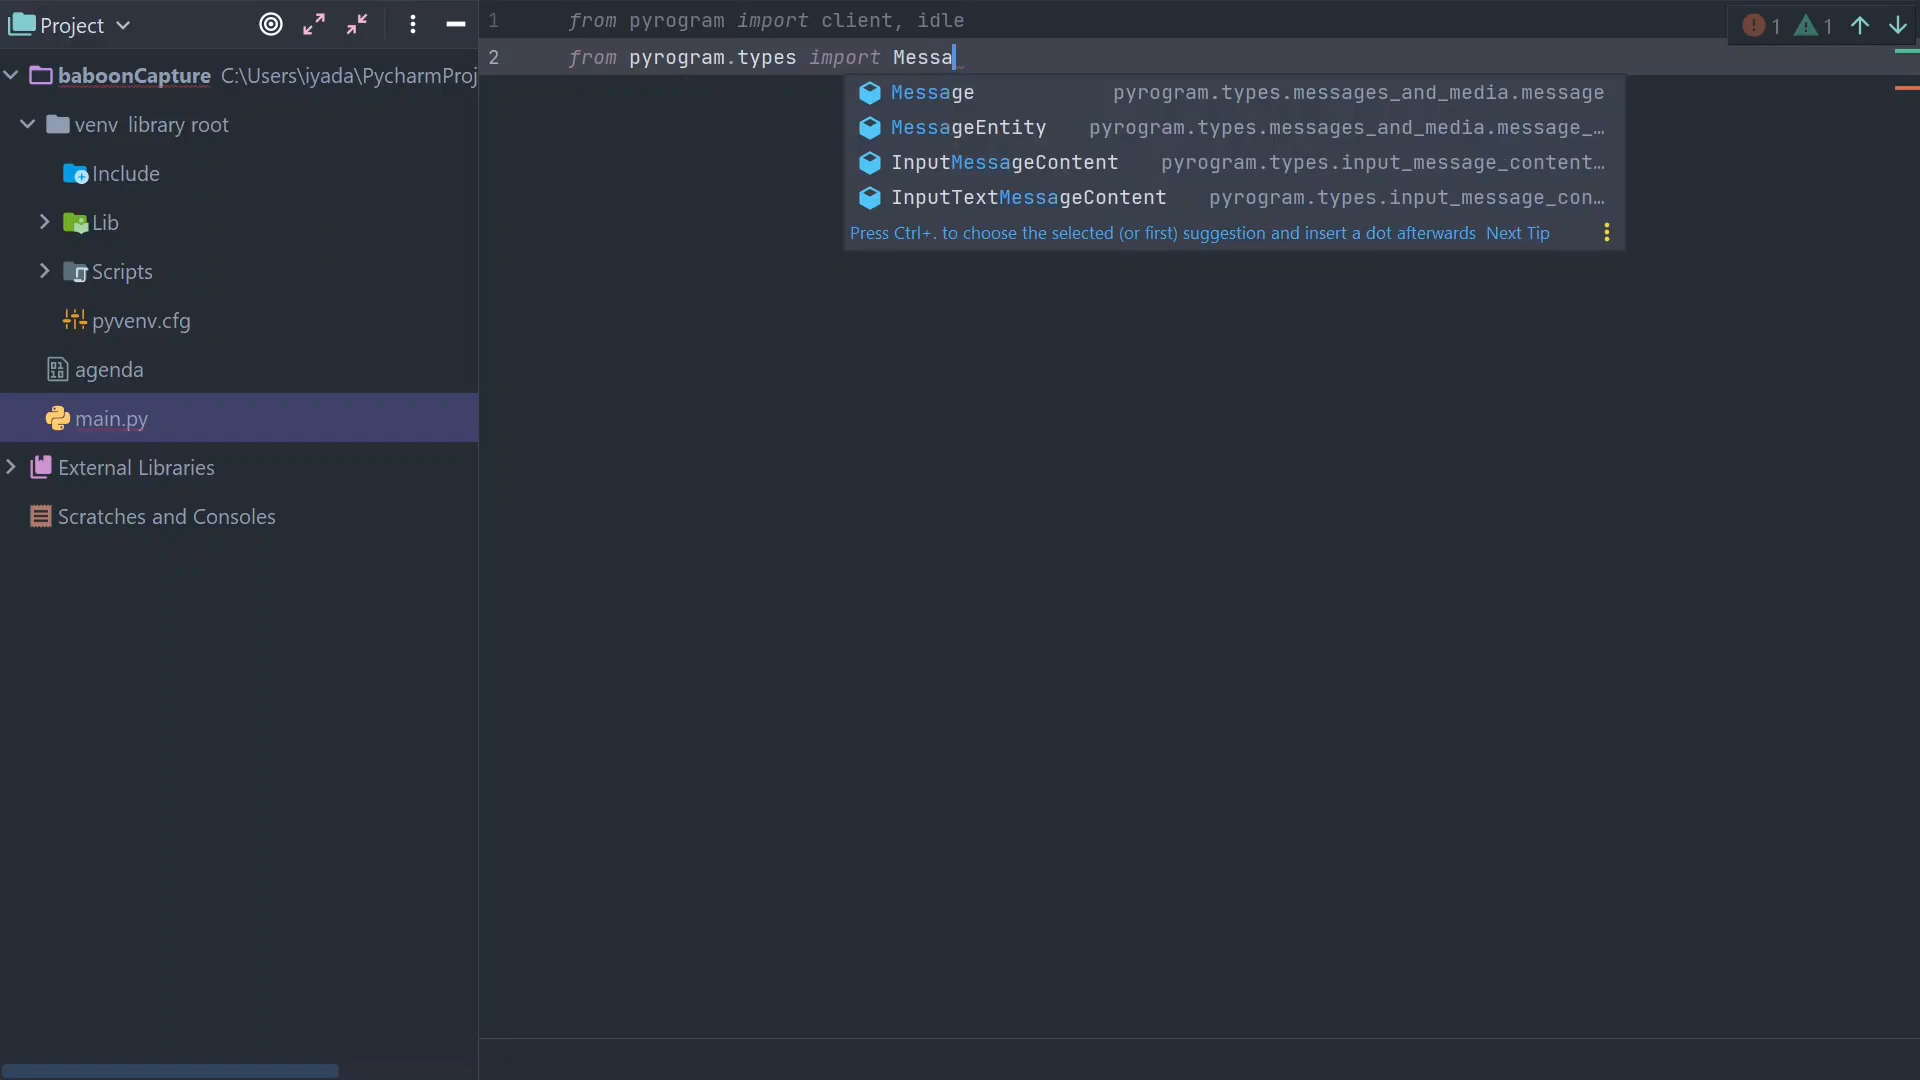 Project
baboonCapture C:\Users\iyada\PycharmProj
venv library root
Include
Lib
Scripts
pyvenv.cfg
agenda
main.py
External Libraries
Scratches and Consoles
1 from pyrogram import client, idle
2 from pyrogram.types import Messa
1 1
Message pyrogram.types.messages_and_media.message
MessageEntity pyrogram.types.messages_and_media.message_…
InputMessageContent pyrogram.types.input_message_content…
InputTextMessageContent pyrogram.types.input_message_con…
Press Ctrl+. to choose the selected (or first) suggestion and insert a dot afterwards Next Tip